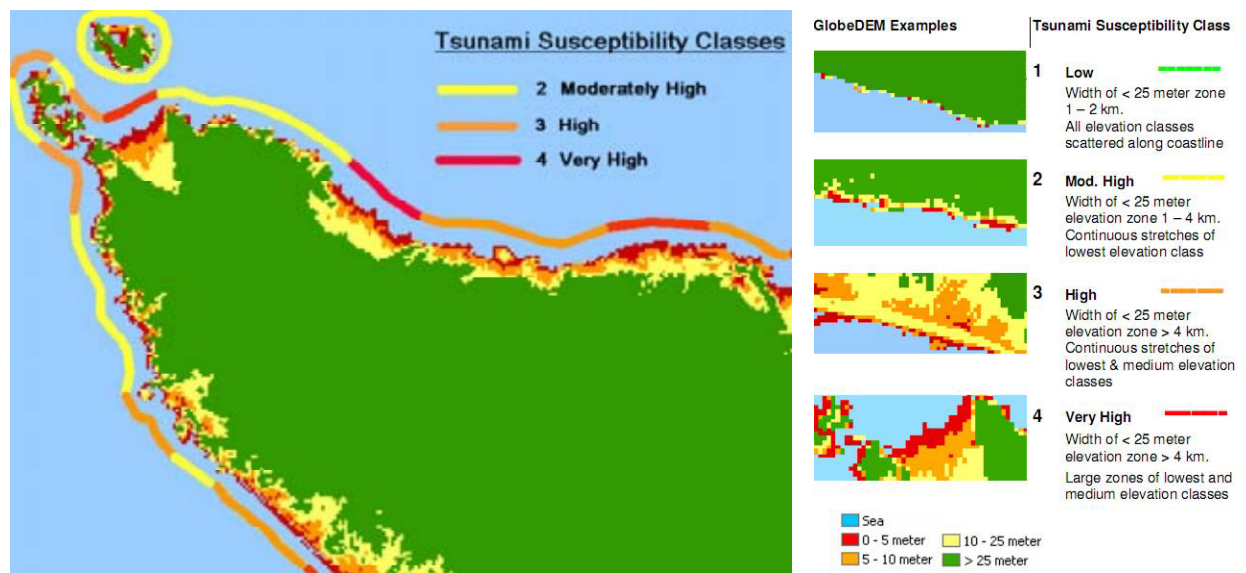 Tsunami Susceptibility Classes
2 Moderately High
3 High
4 Very High
GlobeDEM Examples
Tsunami Susceptibility Class
1 Low
Width of < 25 meter zone
1 – 2 km.
All elevation classes
scattered along coastline
2 Mod. High
Width of < 25 meter
elevation zone 1 – 4 km.
Continuous stretches of
lowest elevation class
3 High
Width of < 25 meter
elevation zone > 4 km.
Continuous stretches of
lowest & medium elevation
classes
4 Very High
Width of < 25 meter
elevation zone > 4 km.
Large zones of lowest and
medium elevation classes
Sea
0 - 5 meter
10 - 25 meter
5 - 10 meter
> 25 meter